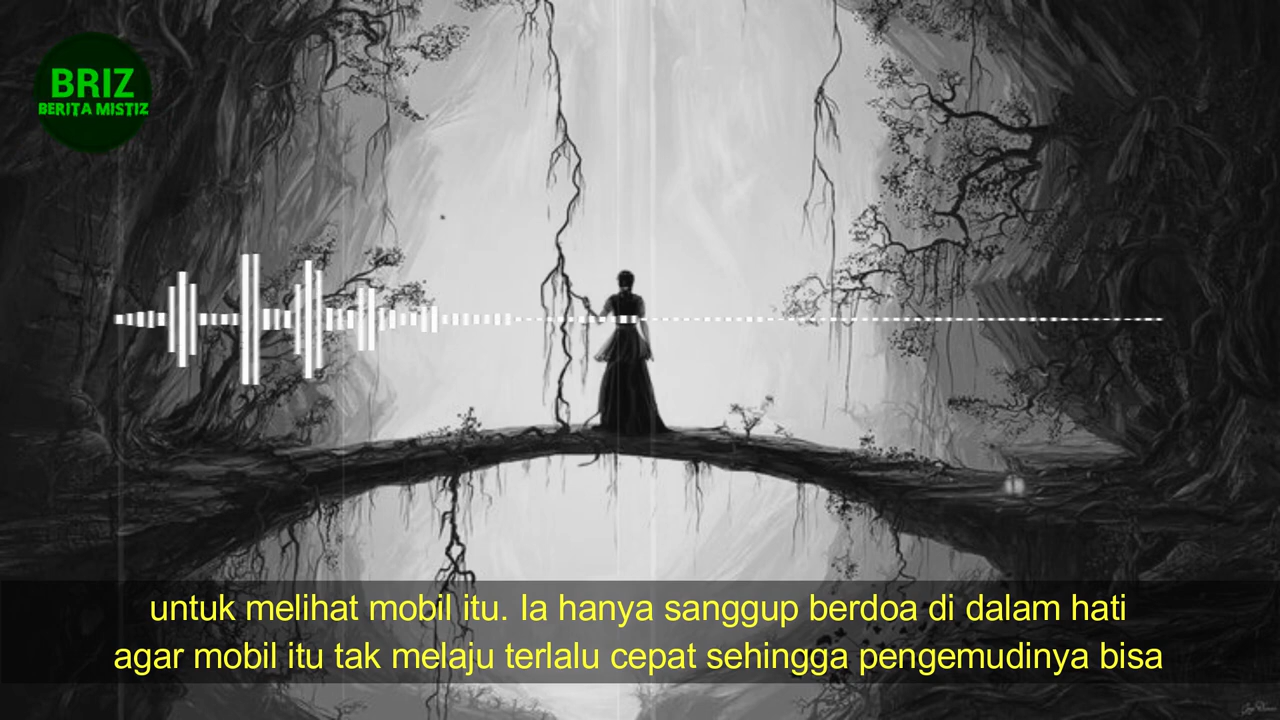 BRIZ
BERITA MISTIZ
untuk melihat mobil itu. Ia hanya sanggup berdoa di dalam hati
agar mobil itu tak melaju terlalu cepat sehingga pengemudinya bisa